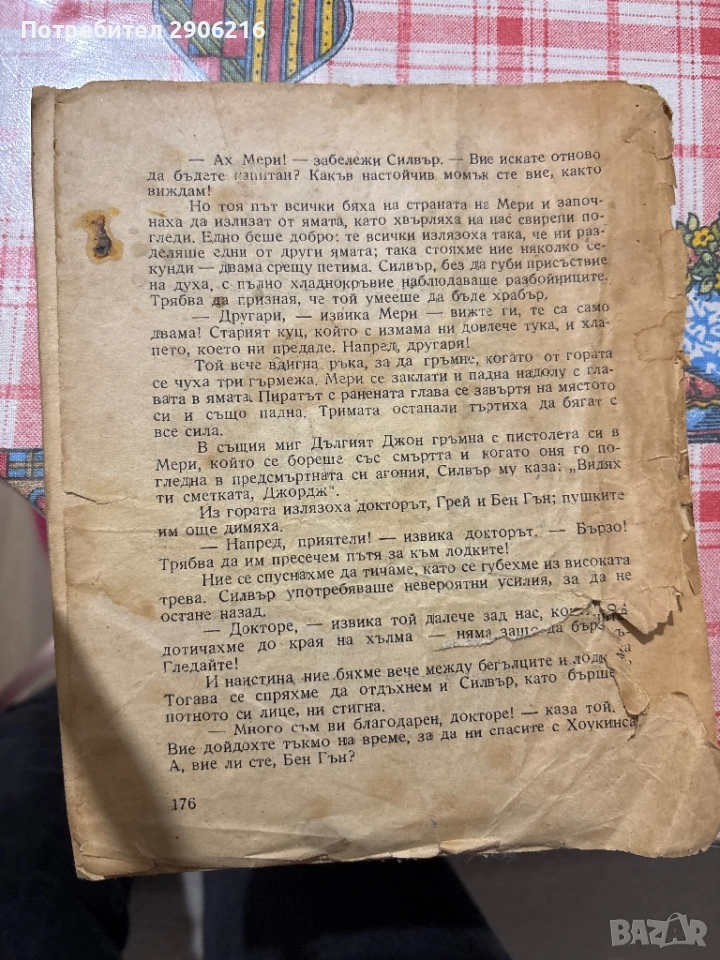 Потребител 2906216
— Ах Мери! — забележи Силвър. — Вие искате отново
да бъдете изпитан? Какъв настойчив момък сте вие, както
виждам!
Но тоя път всички бяха на страната на Мери и започ-
наха да излизат от ямата, като хвърляха на нас свирепи по-
гледи. Едно беше добро: те всички излязоха така, че ни раз-
деляше едни от други ямата; така стояхме ние няколко се-
кунди — двама срещу петима. Силвър, без да губи присъствие
на духа, с пълно хладнокръвие наблюдаваше разбойниците.
Трябва да призная, че той умееше да бъде храбър.
— Другари, — извика Мери — вижте ги, те са само
двама! Старият куц, който с измама ни довлече тука, и хла-
пето, което ни предаде. Напред, другаря!
Той вече вдигна ръка, за да гръмне, когато от гората
се чуха три гърмежа. Мери се заклати и падна надолу с гла-
вата в ямата. Пиратът с ранената глава се завъртя на мястото
си и също падна. Тримата останали търтиха да бягат с
все сила.
В същия миг Дългият Джон гръмна с пистолета си в
Мери, който се бореше със смъртта и когато оня го по-
гледна в предсмъртната си агония, Силвър му каза: „Видях
ти сметката, Джордж“.
Из гората излязоха докторът, Грей и Бен Гън; пушките
им още димяха.
— Напред, приятели! — извика докторът. — Бързо!
Трябва да им пресечем пътя за към лодките!
Ние се спуснахме да тичаме, като се губехме из високата
трева. Силвър употребяваше невероятни усилия, за да не
остане назад.
— Докторе, — извика той далече зад нас, ко
дотичахме до края на хълма — няма защо да бърз
Гледайте!
И наистина ние бяхме вече между бегълците и лодк
Тогава се спряхме да отдъхнем и Силвър, като бърше
потното си лице, ни стигна.
— Много съм ви благодарен, докторе! — каза той.
Вие дойдохте тъкмо на време, за да ни спасите с Хоукинса.
А, вие ли сте, Бен Гън?
176
BAZAR